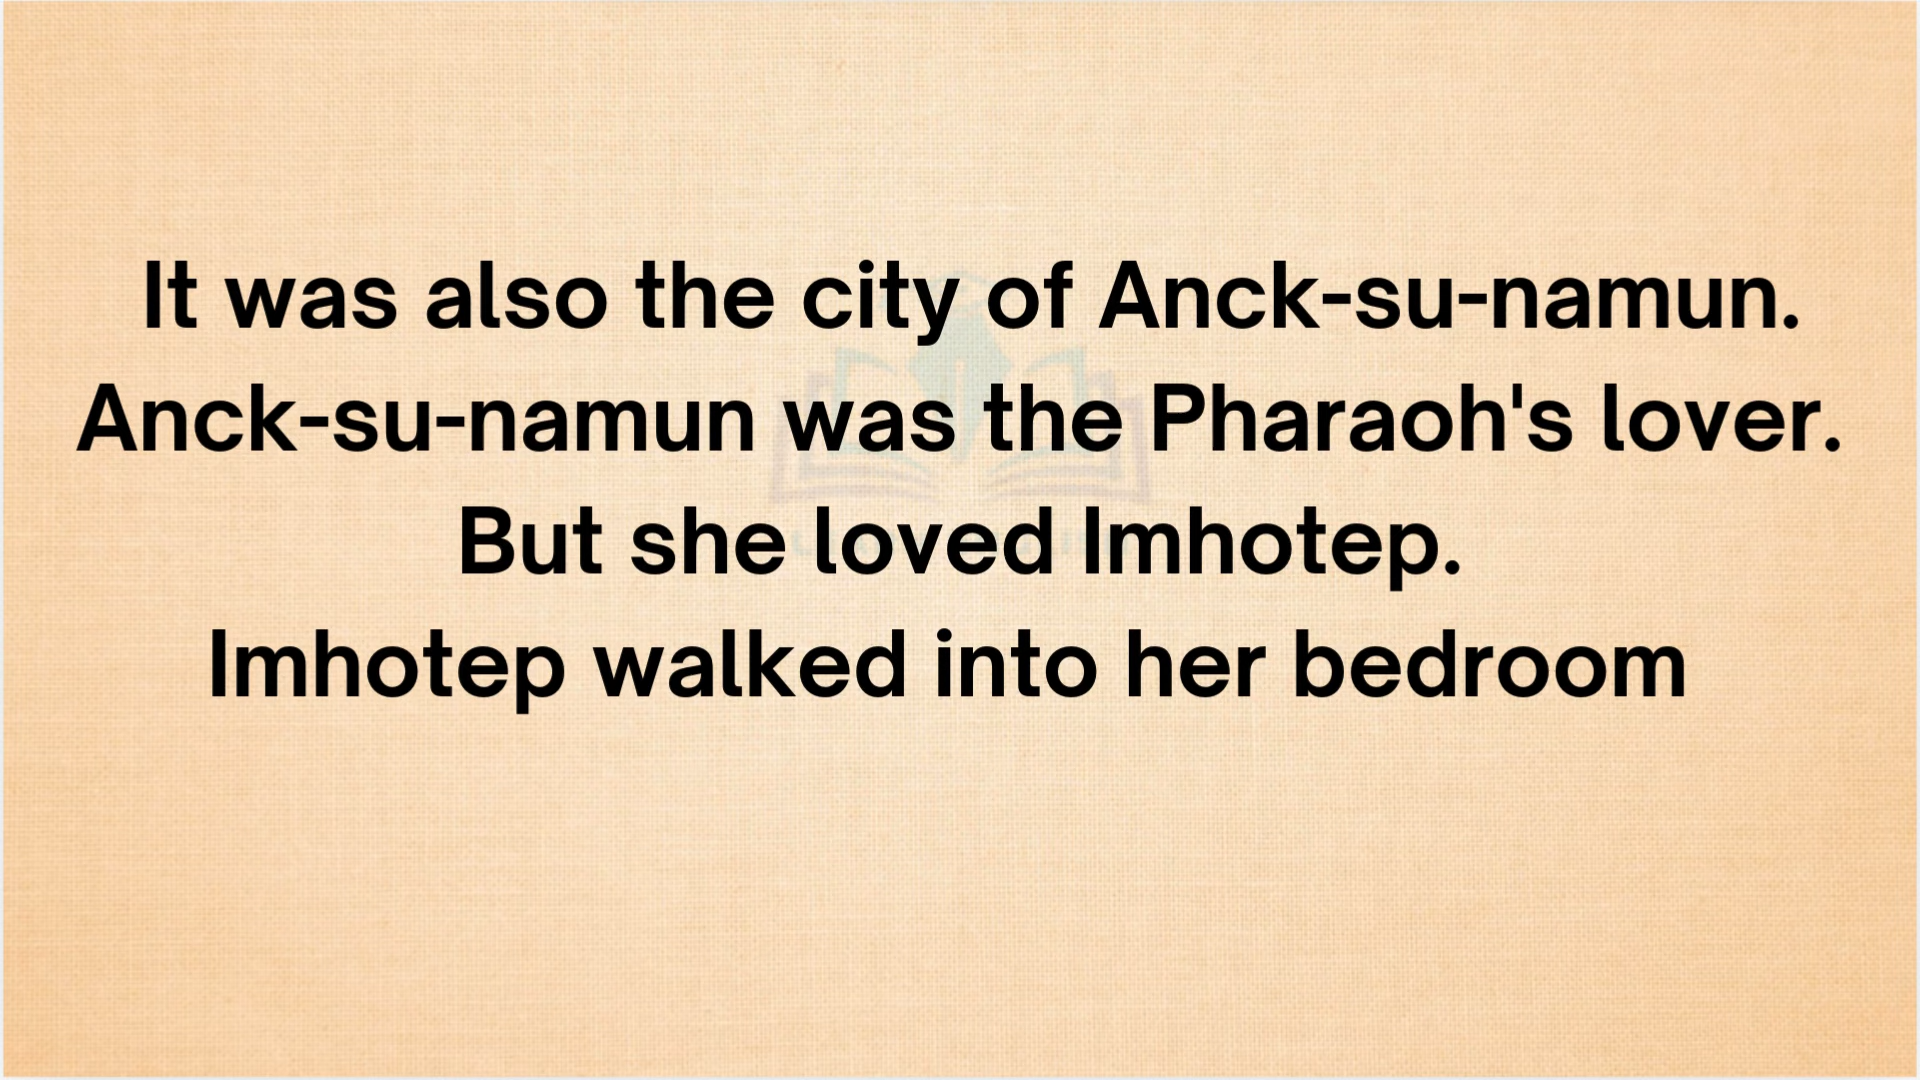 It was also the city of Anck-su-namun.
Anck-su-namun was the Pharaoh's lover.
But she loved Imhotep.
Imhotep walked into her bedroom